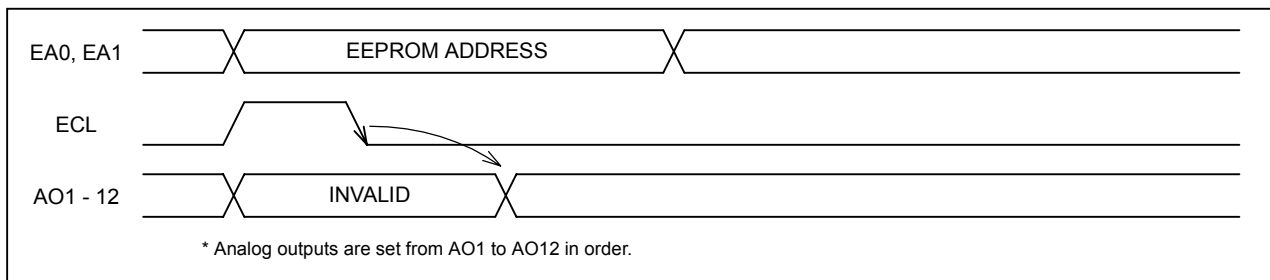 EA0, EA1
EEPROM ADDRESS
ECL
AO1 - 12
INVALID
* Analog outputs are set from AO1 to AO12 in order.